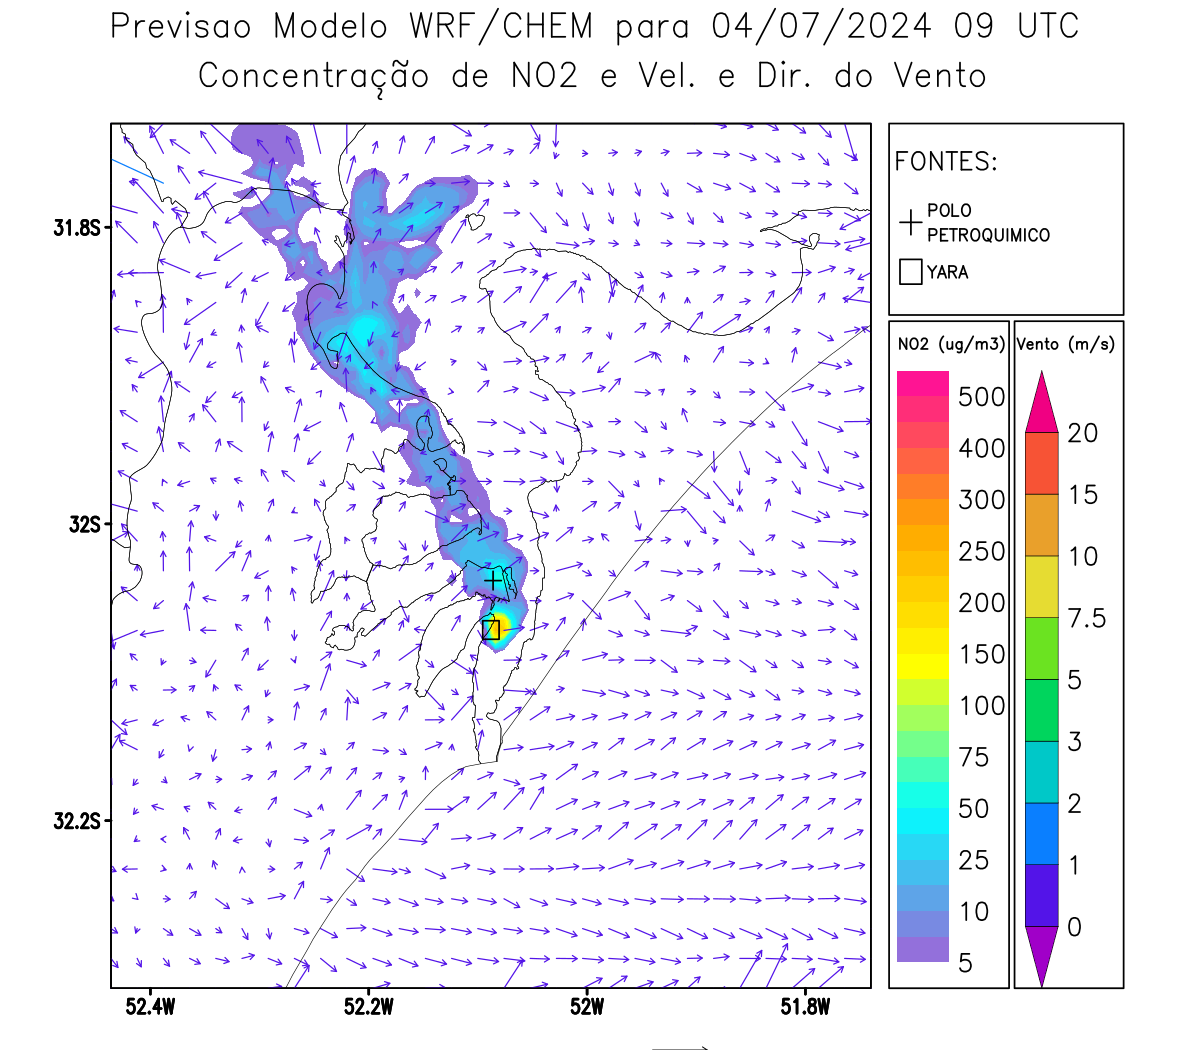 Previsao Modelo WRF/CHEM para 04/07/2024 09 UTC
Concentração de NO2 e Vel. e Dir. do Vento
FONTES:
POLO
PETROQUIMICO
YARA
NO2 (ug/m3)
500
400
300
250
200
150
100
75
50
25
10
5
Vento (m/s)
20
15
10
7.5
5
3
2
1
0
31.8S
32S
32.2S
52.4W
52.2W
52W
51.8W